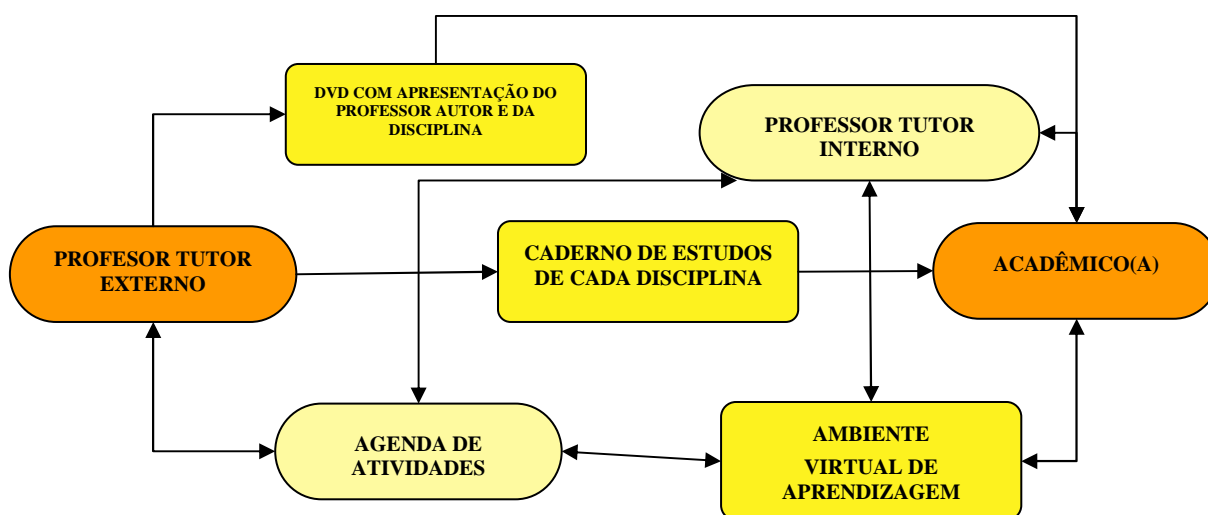 DVD COM APRESENTAÇÃO DO
PROFESSOR AUTOR E DA
DISCIPLINA
PROFESSOR TUTOR
INTERNO
PROFESOR TUTOR
EXTERNO
CADERNO DE ESTUDOS
DE CADA DISCIPLINA
ACADÊMICO(A)
AGENDA DE
ATIVIDADES
AMBIENTE
VIRTUAL DE
APRENDIZAGEM